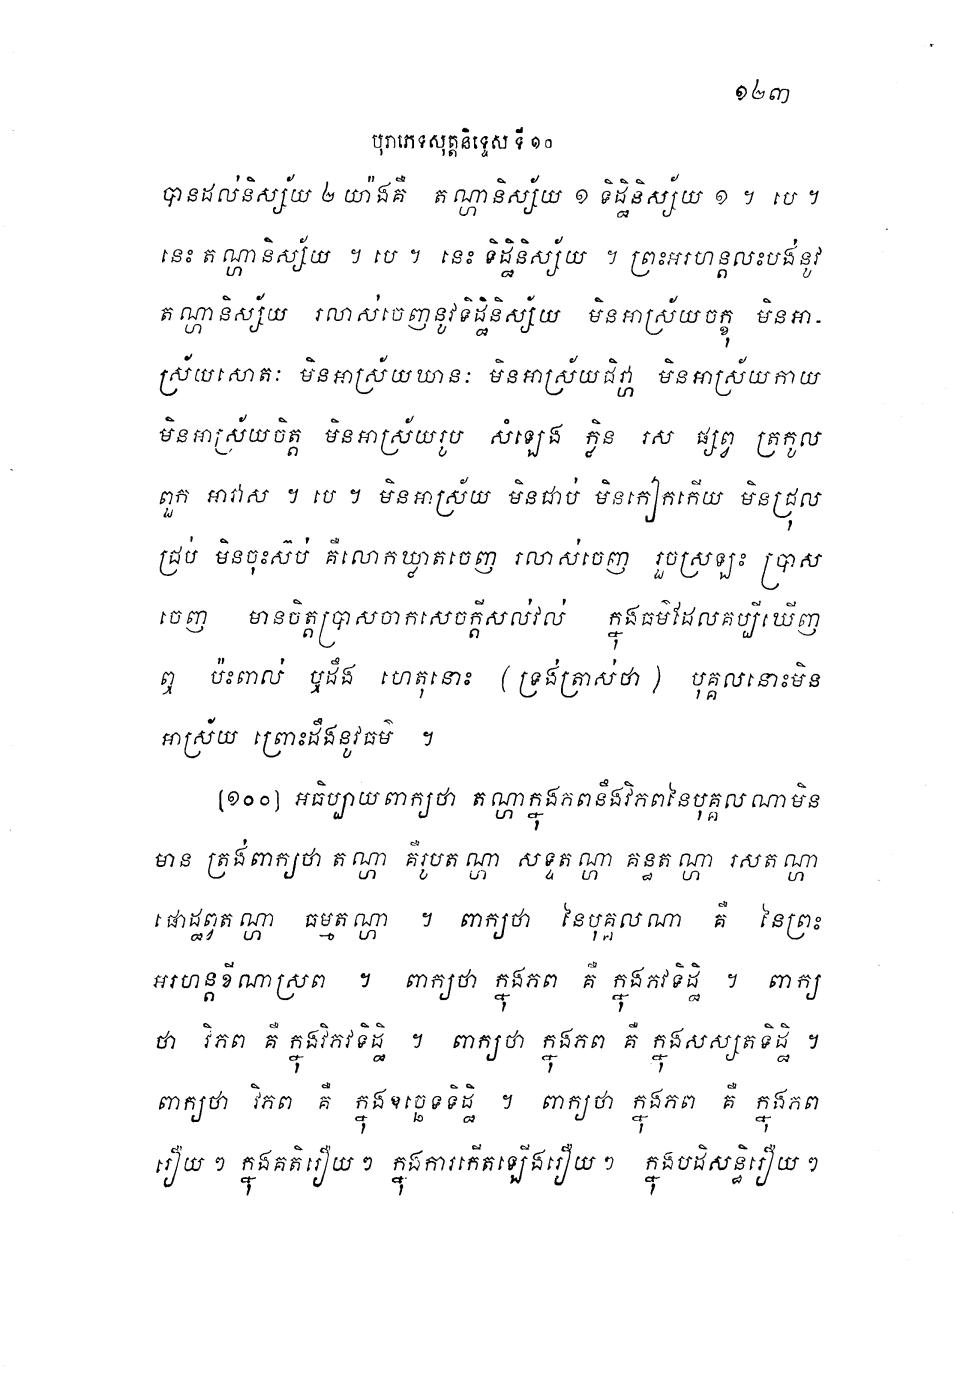 ១២៣
បុរាភេទសុត្តនិទ្ទេស ទី ១០
បានដល់និស្ស័យ ២ យ៉ាងគឺ តណ្ហានិស្ស័យ ១ ទិដ្ឋិនិស្ស័យ ១ ។ បេ ។
នេះ តណ្ហានិស្ស័យ ។ បេ ។ នេះ ទិដ្ឋិនិស្ស័យ ។ ព្រះអរហន្តលះបង់នូវ
តណ្ហានិស្ស័យ រលាស់ចេញនូវទិដ្ឋិនិស្ស័យ មិនអាស្រ័យចក្ខុ មិនអា-
ស្រ័យសោតៈ មិនអាស្រ័យឃានៈ មិនអាស្រ័យជិវ្ហា មិនអាស្រ័យកាយ
មិនអាស្រ័យចិត្ត មិនអាស្រ័យរូប សំឡេង ក្លិន រស ផ្សព្វ ត្រកូល
ពួក អាវាស ។ បេ ។ មិនអាស្រ័យ មិនជាប់ មិនកៀកកើយ មិនជ្រុល
ជ្រប់ មិនចុះស៊ប់ គឺលោកឃ្លាតចេញ រលាស់ចេញ រួចស្រឡះ ប្រាស
ចេញ មានចិត្តប្រាសចាកសេចក្តីសល់វល់ ក្នុងធម៌ដែលគប្បីឃើញ
ឮ ប៉ះពាល់ ឬដឹង ហេតុនោះ (ទ្រង់ត្រាស់ថា) បុគ្គលនោះមិន
អាស្រ័យ ព្រោះដឹងនូវធម៌ ។
(១០០) អធិប្បាយពាក្យថា តណ្ហាក្នុងភពនឹងវិភពនៃបុគ្គលណាមិន
មាន ត្រង់ពាក្យថា តណ្ហា គឺរូបតណ្ហា សទ្ទតណ្ហា គន្ធតណ្ហា រសតណ្ហា
ផោដ្ឋព្វតណ្ហា ធម្មតណ្ហា ។ ពាក្យថា នៃបុគ្គលណា គឺ នៃព្រះ
អរហន្តខីណាស្រព ។ ពាក្យថា ក្នុងភព គឺ ក្នុងភវទិដ្ឋិ ។ ពាក្យ
ថា វិភព គឺ ក្នុងវិភវទិដ្ឋិ ។ ពាក្យថា ក្នុងភព គឺ ក្នុងសស្សតទិដ្ឋិ ។
ពាក្យថា វិភព គឺ ក្នុងឧច្ឆេទទិដ្ឋិ ។ ពាក្យថា ក្នុងភព គឺ ក្នុងភព
រឿយ ៗ ក្នុងគតិរឿយ ៗ ក្នុងការកើតឡើងរឿយ ៗ ក្នុងបដិសន្ធិរឿយ ៗ